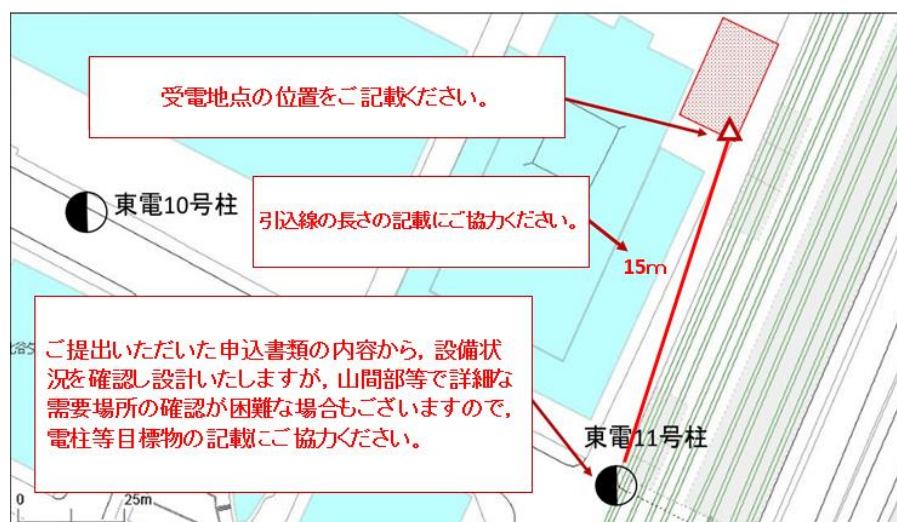 受電地点の位置をご記載ください。
東電10号柱
引込線の長さの記載にご協力ください。
15m
ご提出いただいた申込書類の内容から，設備状
況を確認し設計いたしますが，山間部等で詳細な
需要場所の確認が困難な場合もございますので，
電柱等目標物の記載にご協力ください。
東電11号柱
0 25m